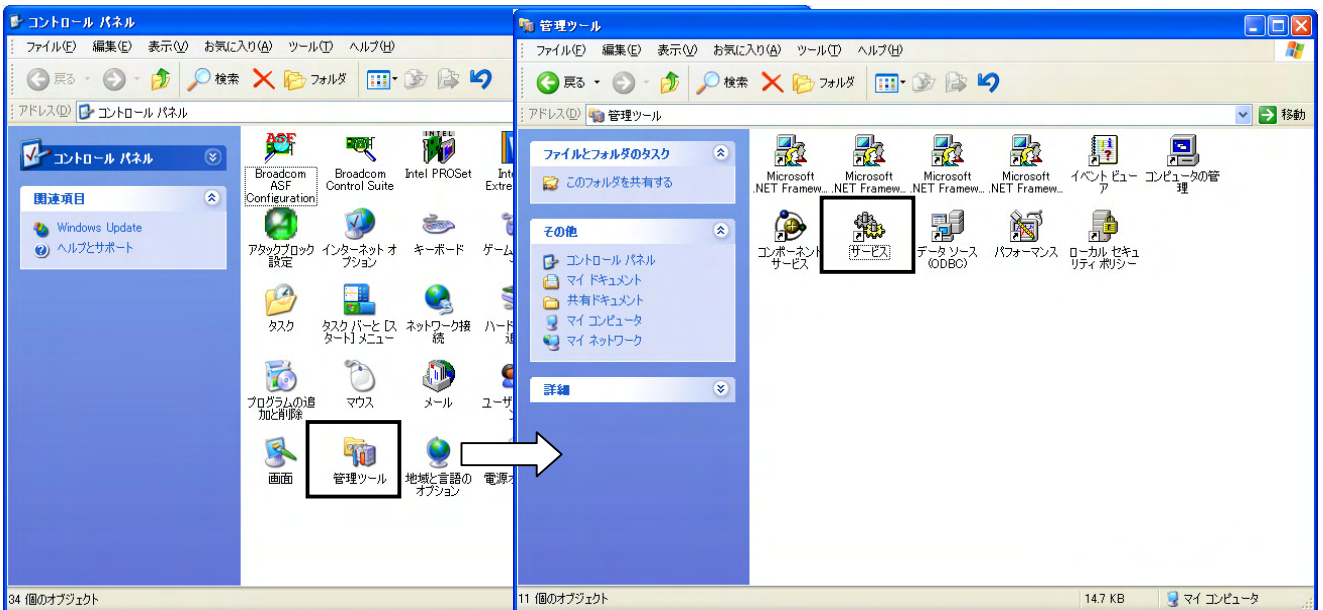 コントロール パネル
ファイル(F) 編集(E) 表示(V) お気に入り(A) ツール(T) ヘルプ(H)
戻る 検索 フォルダ
アドレス(D) コントロール パネル
コントロール パネル
関連項目
Windows Update
ヘルプとサポート
Broadcom
ASF
Configuration
Broadcom
Control Suite
Intel PROSet
アタックブロック
設定
インターネット オ
プション
キーボード
タスク
タスク バーと [ス
タート] メニュー
ネットワーク接
続
プログラムの追
加と削除
マウス
メール
画面
管理ツール
地域と言語の
オプション
34 個のオブジェクト
管理ツール
ファイル(F) 編集(E) 表示(V) お気に入り(A) ツール(T) ヘルプ(H)
戻る 検索 フォルダ
アドレス(D) 管理ツール 移動
ファイルとフォルダのタスク
このフォルダを共有する
その他
コントロール パネル
マイ ドキュメント
共有ドキュメント
マイ コンピュータ
マイ ネットワーク
詳細
Microsoft
.NET Framew...
Microsoft
.NET Framew...
Microsoft
.NET Framew...
Microsoft
.NET Framew...
イベント ビュー
ア
コンピュータの管
理
コンポーネント
サービス
サービス
データ ソース
(ODBC)
パフォーマンス
ローカル セキュ
リティ ポリシー
11 個のオブジェクト 14.7 KB マイ コンピュータ